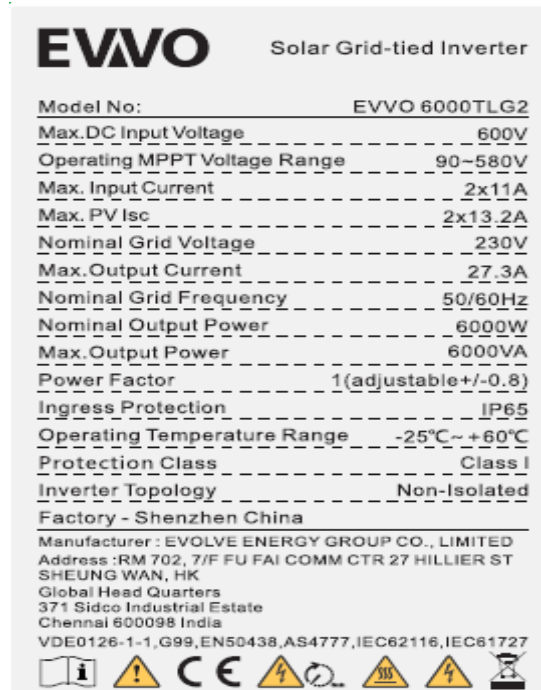 EVVO Solar Grid-tied Inverter
Model No: EVVO 6000TLG2
Max.DC Input Voltage 600V
Operating MPPT Voltage Range 90~580V
Max. Input Current 2x11A
Max. PV Isc 2x13.2A
Nominal Grid Voltage 230V
Max.Output Current 27.3A
Nominal Grid Frequency 50/60Hz
Nominal Output Power 6000W
Max.Output Power 6000VA
Power Factor 1(adjustable+/-0.8)
Ingress Protection IP65
Operating Temperature Range -25℃~+60℃
Protection Class Class I
Inverter Topology Non-Isolated
Factory - Shenzhen China
Manufacturer : EVOLVE ENERGY GROUP CO., LIMITED
Address :RM 702, 7/F FU FAI COMM CTR 27 HILLIER ST
SHEUNG WAN, HK
Global Head Quarters
371 Sidco Industrial Estate
Chennai 600098 India
VDE0126-1-1,G99,EN50438,AS4777,IEC62116,IEC61727
CE